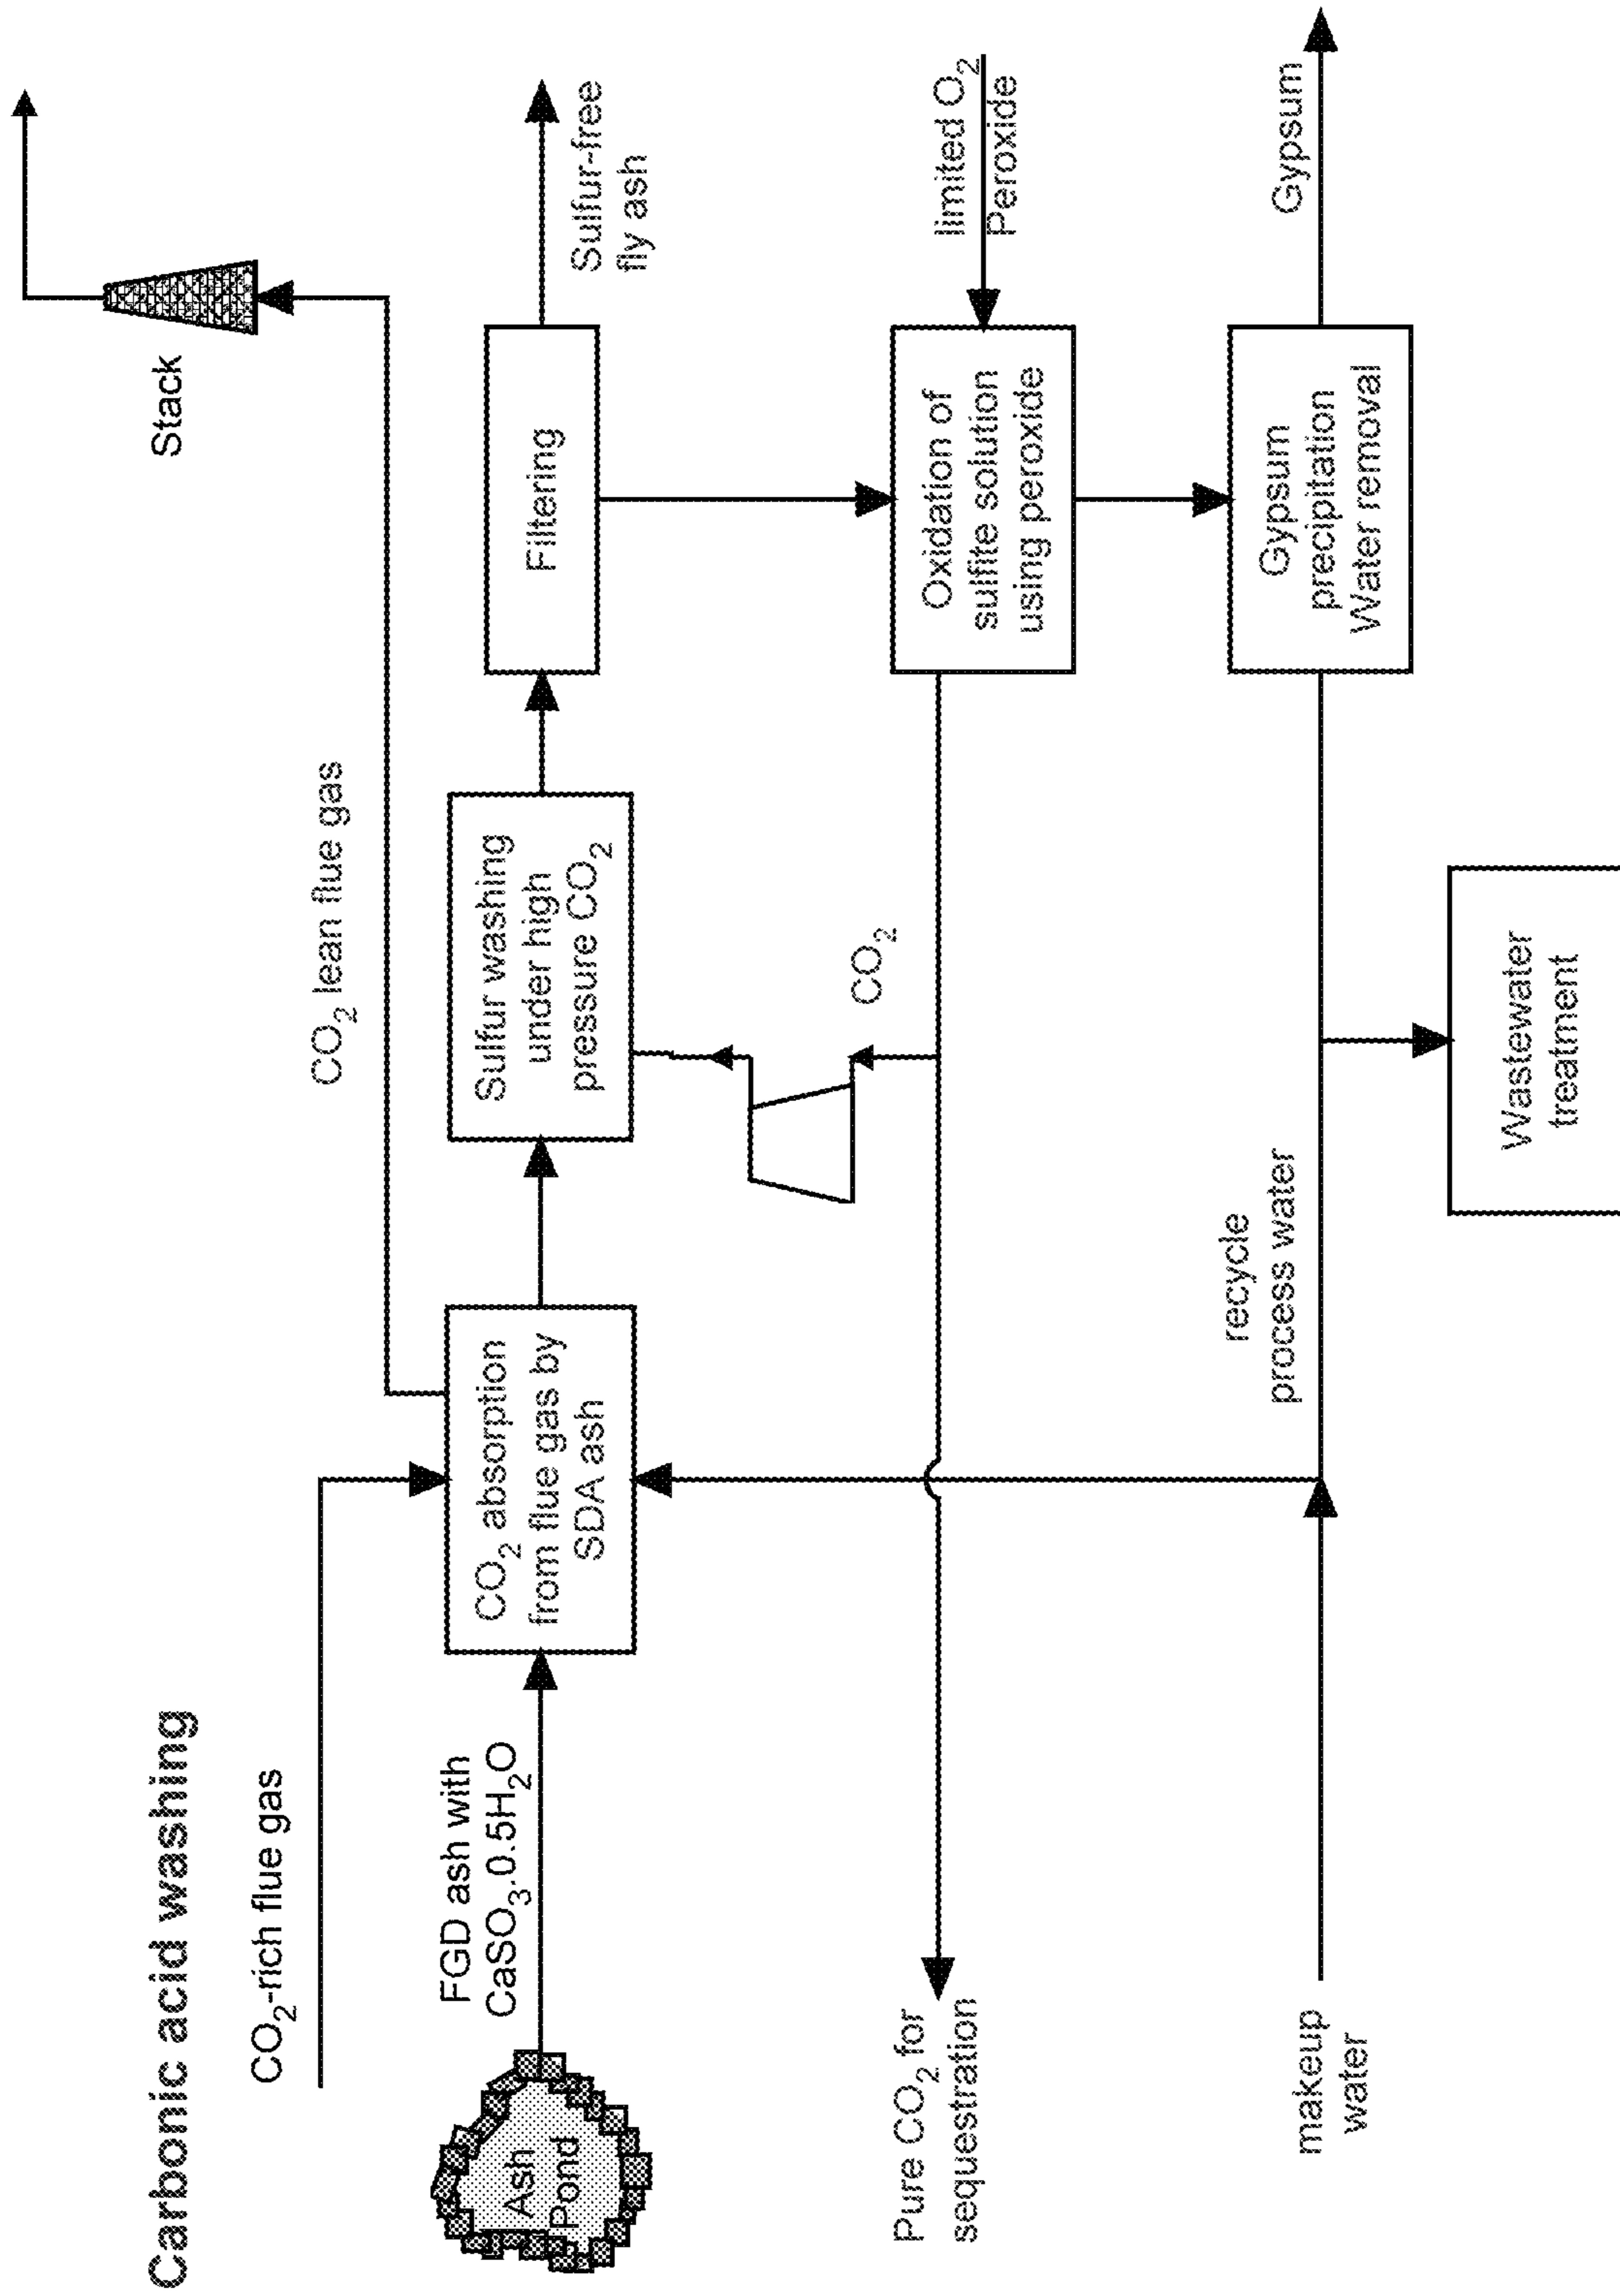 Carbonic acid washing
CO₂-rich flue gas
CO₂ lean flue gas
Stack
Ash
Pond
FGD ash with
CaSO₃.0.5H₂O
CO₂ absorption
from flue gas by
SDA ash
Sulfur washing
under high
pressure CO₂
Filtering
Sulfur-free
fly ash
CO₂
Pure CO₂ for
sequestration
Oxidation of
sulfite solution
using peroxide
limited O₂
Peroxide
makeup
water
recycle
process water
Gypsum
precipitation
Water removal
Gypsum
Wastewater
treatment